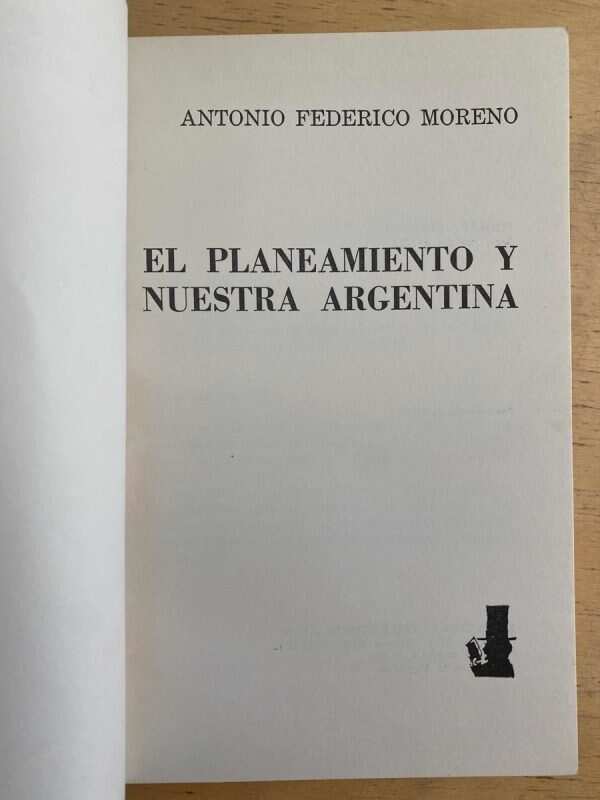 ANTONIO FEDERICO MORENO
EL PLANEAMIENTO Y
NUESTRA ARGENTINA